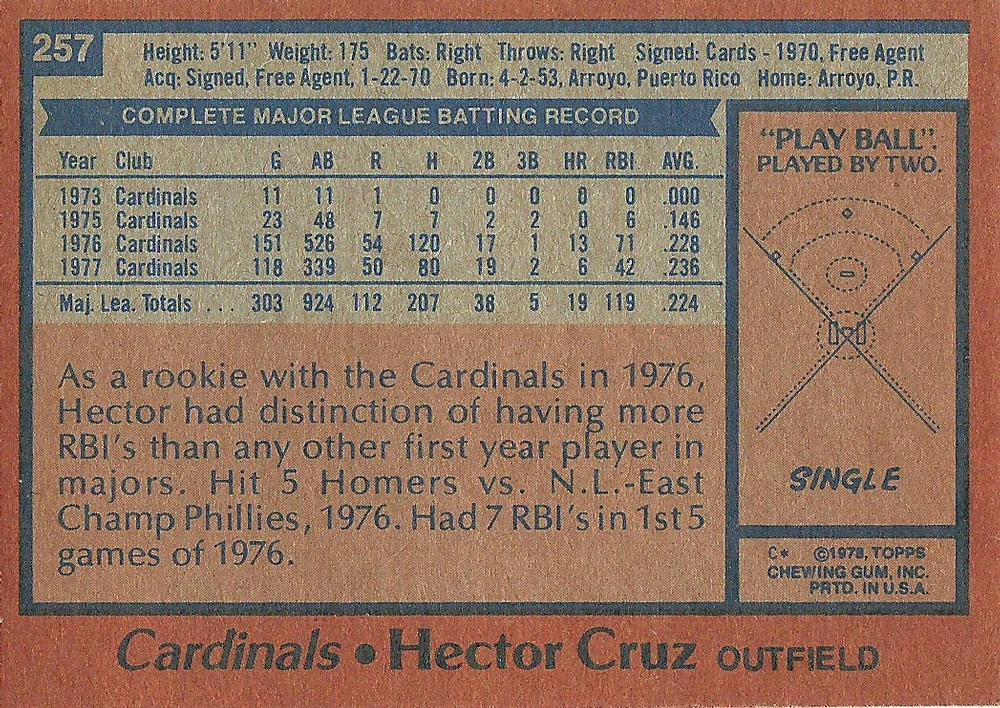 257
Height: 5'11" Weight: 175 Bats: Right Throws: Right Signed: Cards - 1970, Free Agent
Acq: Signed, Free Agent, 1-22-70 Born: 4-2-53, Arroyo, Puerto Rico Home: Arroyo, P.R.
COMPLETE MAJOR LEAGUE BATTING RECORD
Year Club G AB R H 2B 3B HR RBI AVG.
1973 Cardinals 11 11 1 0 0 0 0 0 .000
1975 Cardinals 23 48 7 7 2 2 0 6 .146
1976 Cardinals 151 526 54 120 17 1 13 71 .228
1977 Cardinals 118 339 50 80 19 2 6 42 .236
Maj. Lea. Totals ... 303 924 112 207 38 5 19 119 .224
As a rookie with the Cardinals in 1976,
Hector had distinction of having more
RBI's than any other first year player in
majors. Hit 5 Homers vs. N.L.-East
Champ Phillies, 1976. Had 7 RBI's in 1st 5
games of 1976.
"PLAY BALL".
PLAYED BY TWO.
SINGLE
C* ©1978, TOPPS
CHEWING GUM, INC.
PRTD. IN U.S.A.
Cardinals • Hector Cruz OUTFIELD